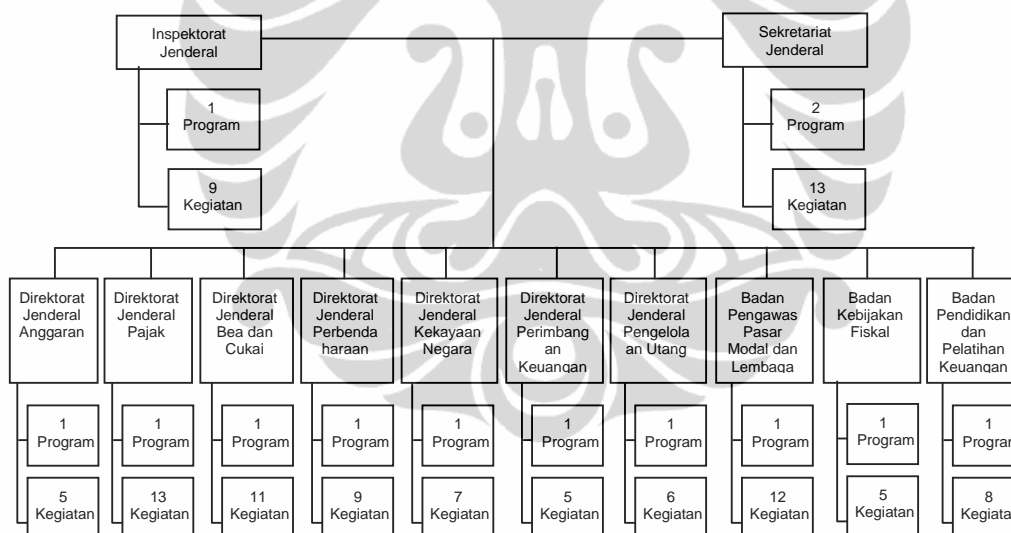 Inspektorat
Jenderal
Sekretariat
Jenderal
1
Program
2
Program
9
Kegiatan
13
Kegiatan
Direktorat
Jenderal
Anggaran
Direktorat
Jenderal
Pajak
Direktorat
Jenderal
Bea dan
Cukai
Direktorat
Jenderal
Perbenda
haraan
Direktorat
Jenderal
Kekayaan
Negara
Direktorat
Jenderal
Perimbang
an
Keuangan
Direktorat
Jenderal
Pengelola
an Utang
Badan
Pengawas
Pasar
Modal dan
Lembaga
Badan
Kebijakan
Fiskal
Badan
Pendidikan
dan
Pelatihan
Keuangan
1
Program
1
Program
1
Program
1
Program
1
Program
1
Program
1
Program
1
Program
1
Program
1
Progran
5
Kegiatan
13
Kegiatan
11
Kegiatan
9
Kegiatan
7
Kegiatan
5
Kegiatan
6
Kegiatan
12
Kegiatan
5
Kegiatan
8
Kegiata